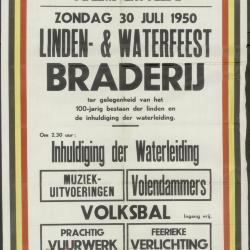 ZONDAG 30 JULI 1950
LINDEN- & WATERFEEST
BRADERIJ
ter gelegenheid van het
100-jarig bestaan der linden en
de inhuldiging der waterleiding.
Om 2.30 uur:
Inhuldiging der Waterleiding
MUZIEK-
UITVOERINGEN
Volendammers
VOLKSBAL
Ingang vrij.
PRACHTIG
VUURWERK
FEERIEKE
VERLICHTING